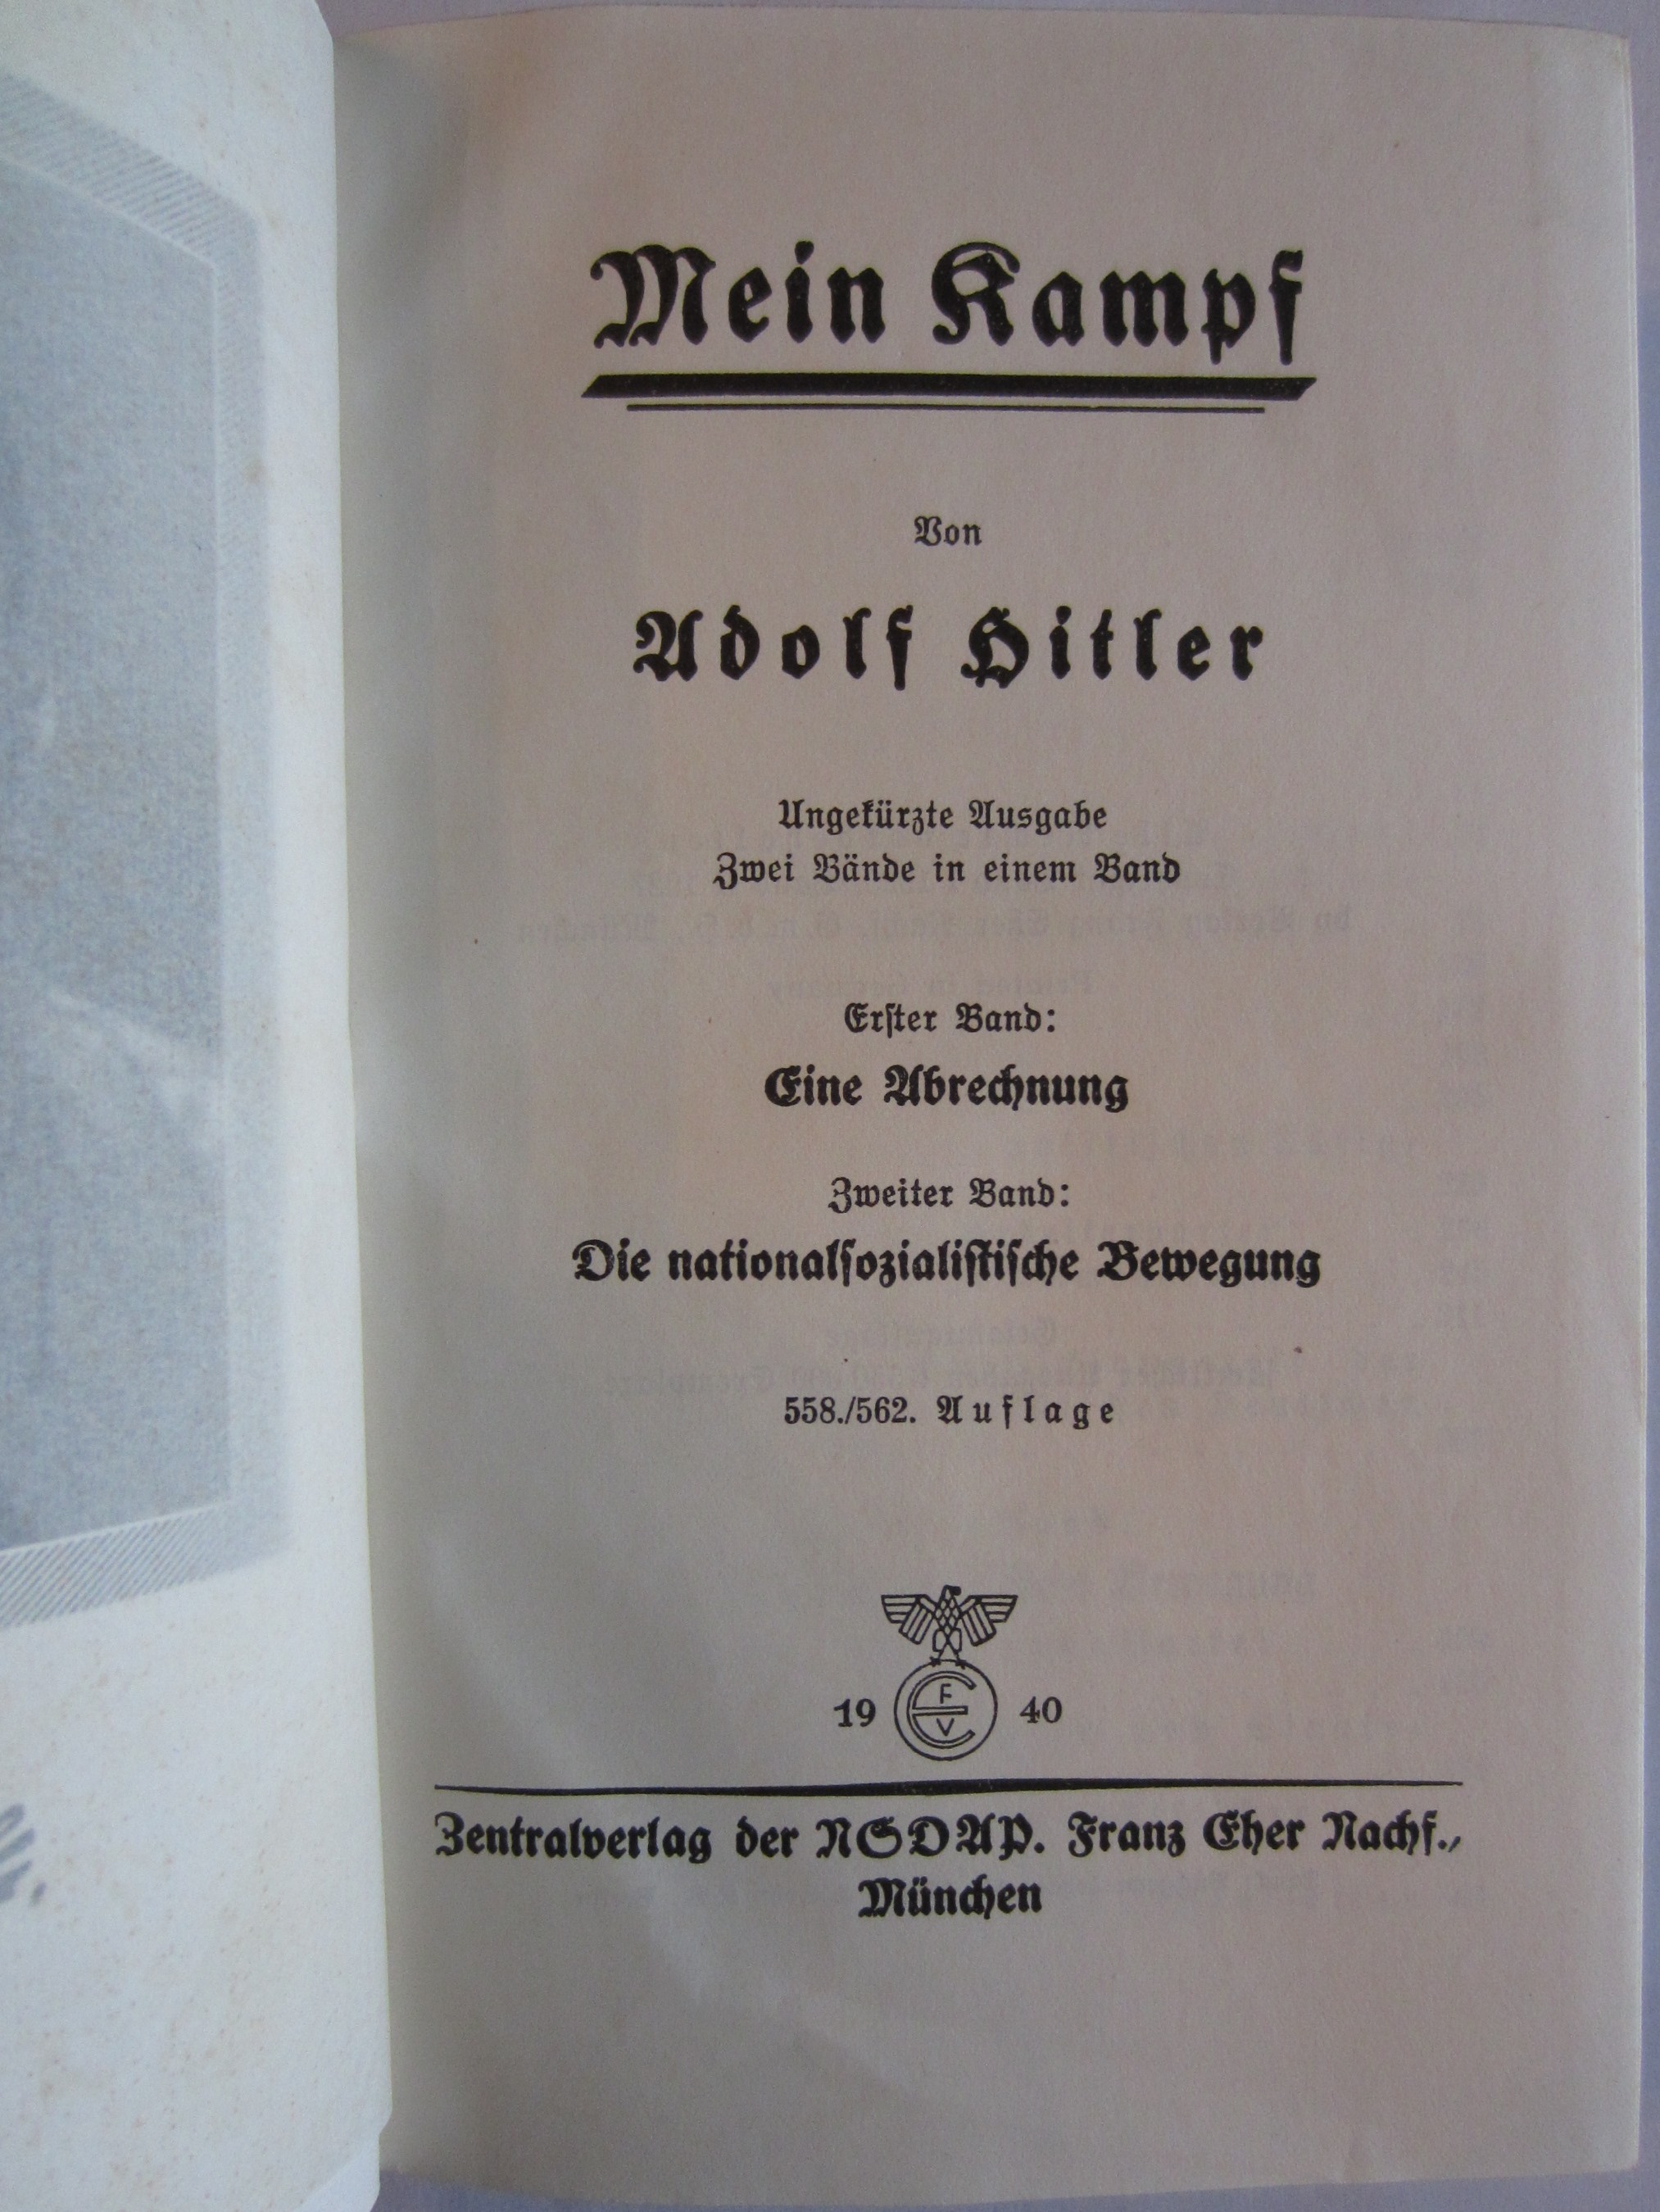 Mein Kampf
Von
Adolf Hitler
Ungekürzte Ausgabe
Zwei Bände in einem Band
Erſter Band:
Eine Abrechnung
Zweiter Band:
Die nationalſozialiſtiſche Bewegung
558./562. Auflage
F
E
V
19 40
Zentralverlag der NSDAP. Franz Eher Nachf.,
München